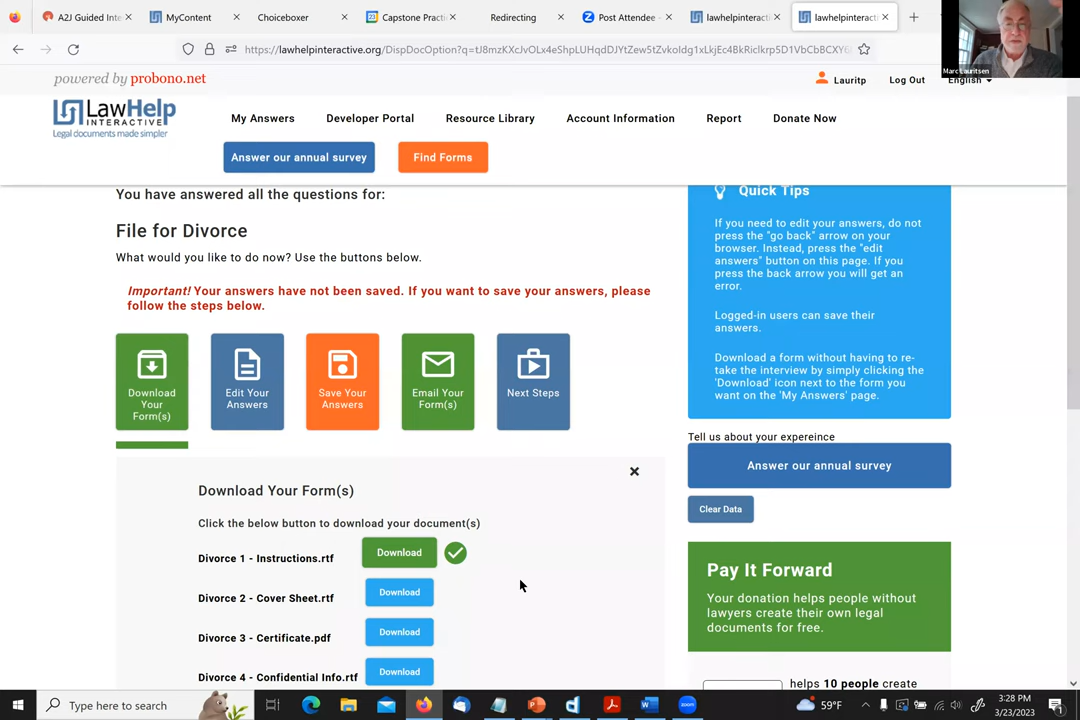 A2J Guided Inte
MyContent
Choiceboxer
Capstone Practi
Redirecting
Post Attendee -
lawhelpinteract
lawhelpinterac
https://lawhelpinteractive.org/DispDocOption?q=
Marc Lauritsen
powered by probono.net
Lauritp
Log Out
English
LawHelp
INTERACTIVE
Legal documents made simpler
My Answers
Developer Portal
Resource Library
Account Information
Report
Donate Now
Answer our annual survey
Find Forms
You have answered all the questions for:
File for Divorce
What would you like to do now? Use the buttons below.
Important! Your answers have not been saved. If you want to save your answers, please
follow the steps below.
Download
Your
Form(s)
Edit Your
Answers
Save Your
Answers
Email Your
Form(s)
Next Steps
Download Your Form(s)
Click the below button to download your document(s)
Divorce 1 - Instructions.rtf
Download
Divorce 2 - Cover Sheet.rtf
Download
Divorce 3 - Certificate.pdf
Download
Divorce 4 - Confidential Info.rtf
Download
Quick Tips
If you need to edit your answers, do not
press the "go back" arrow on your
browser. Instead, press the "edit
answers" button on this page. If you
press the back arrow you will get an
error.
Logged-in users can save their
answers.
Download a form without having to re-
take the interview by simply clicking the
'Download' icon next to the form you
want on the 'My Answers' page.
Tell us about your expereince
Answer our annual survey
Clear Data
Pay It Forward
Your donation helps people without
lawyers create their own legal
documents for free.
helps 10 people create
Type here to search
zoom
59°F
3:28 PM
3/23/2023